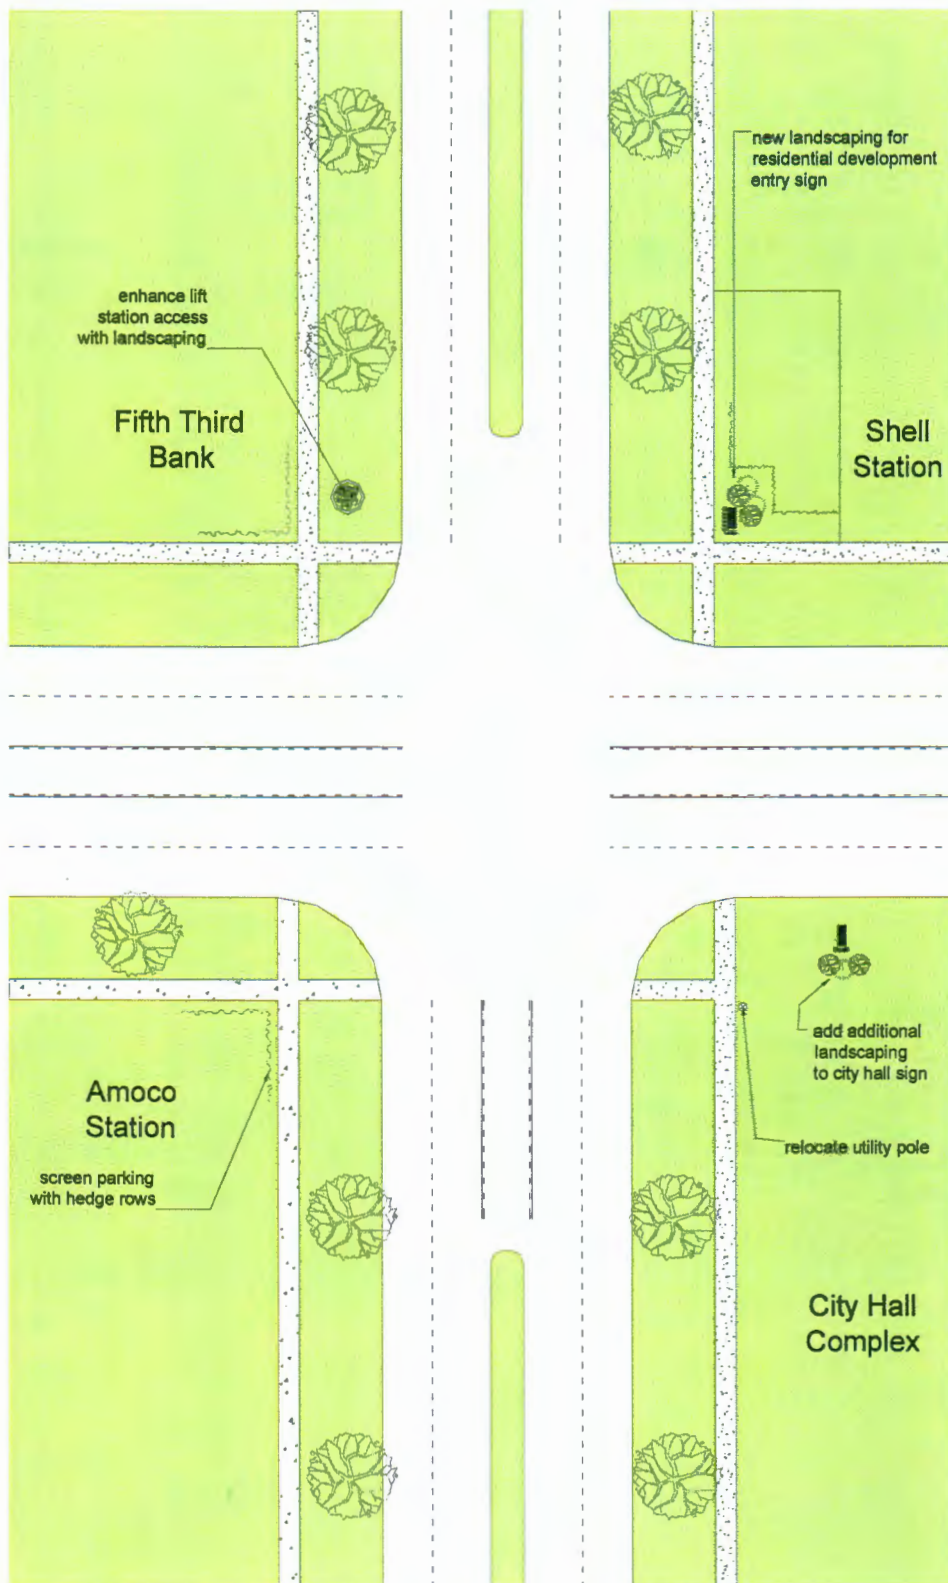 new landscaping for
residential development
entry sign
enhance lift
station access
with landscaping
Fifth Third
Bank
Shell
Station
add additional
landscaping
to city hall sign
Amoco
Station
relocate utility pole
screen parking
with hedge rows
City Hall
Complex